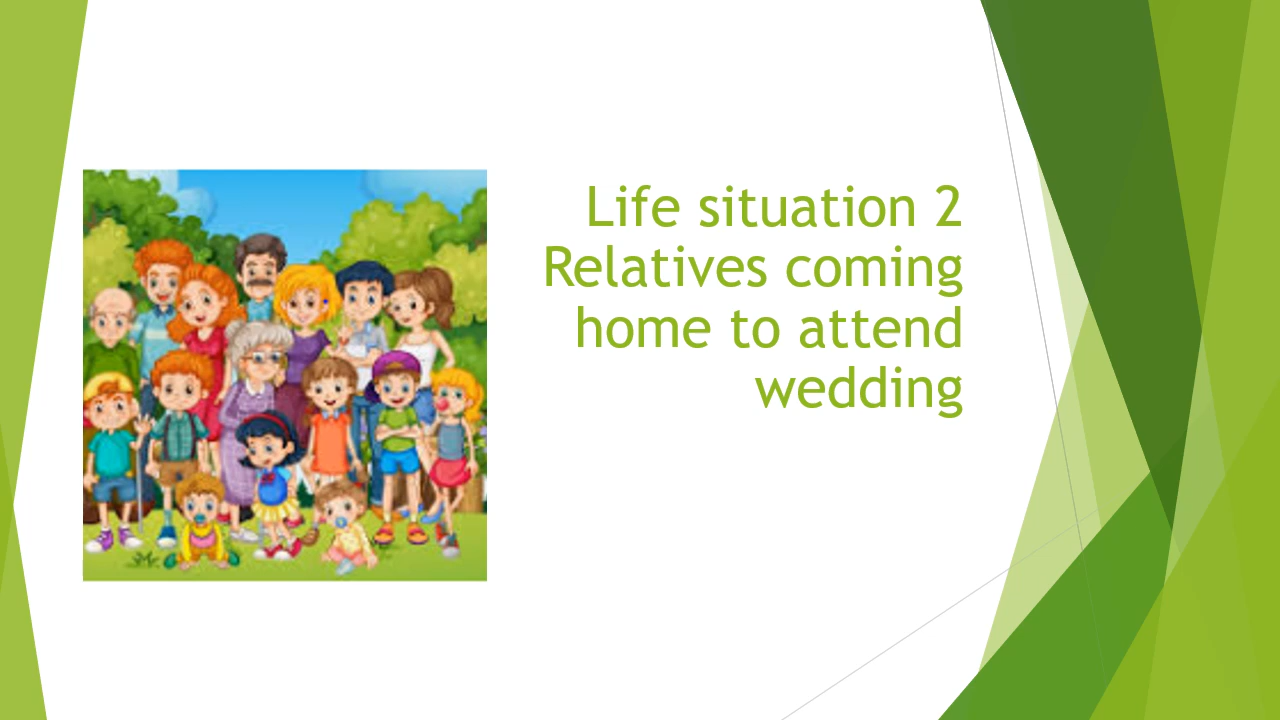 Life situation 2
Relatives coming
home to attend
wedding